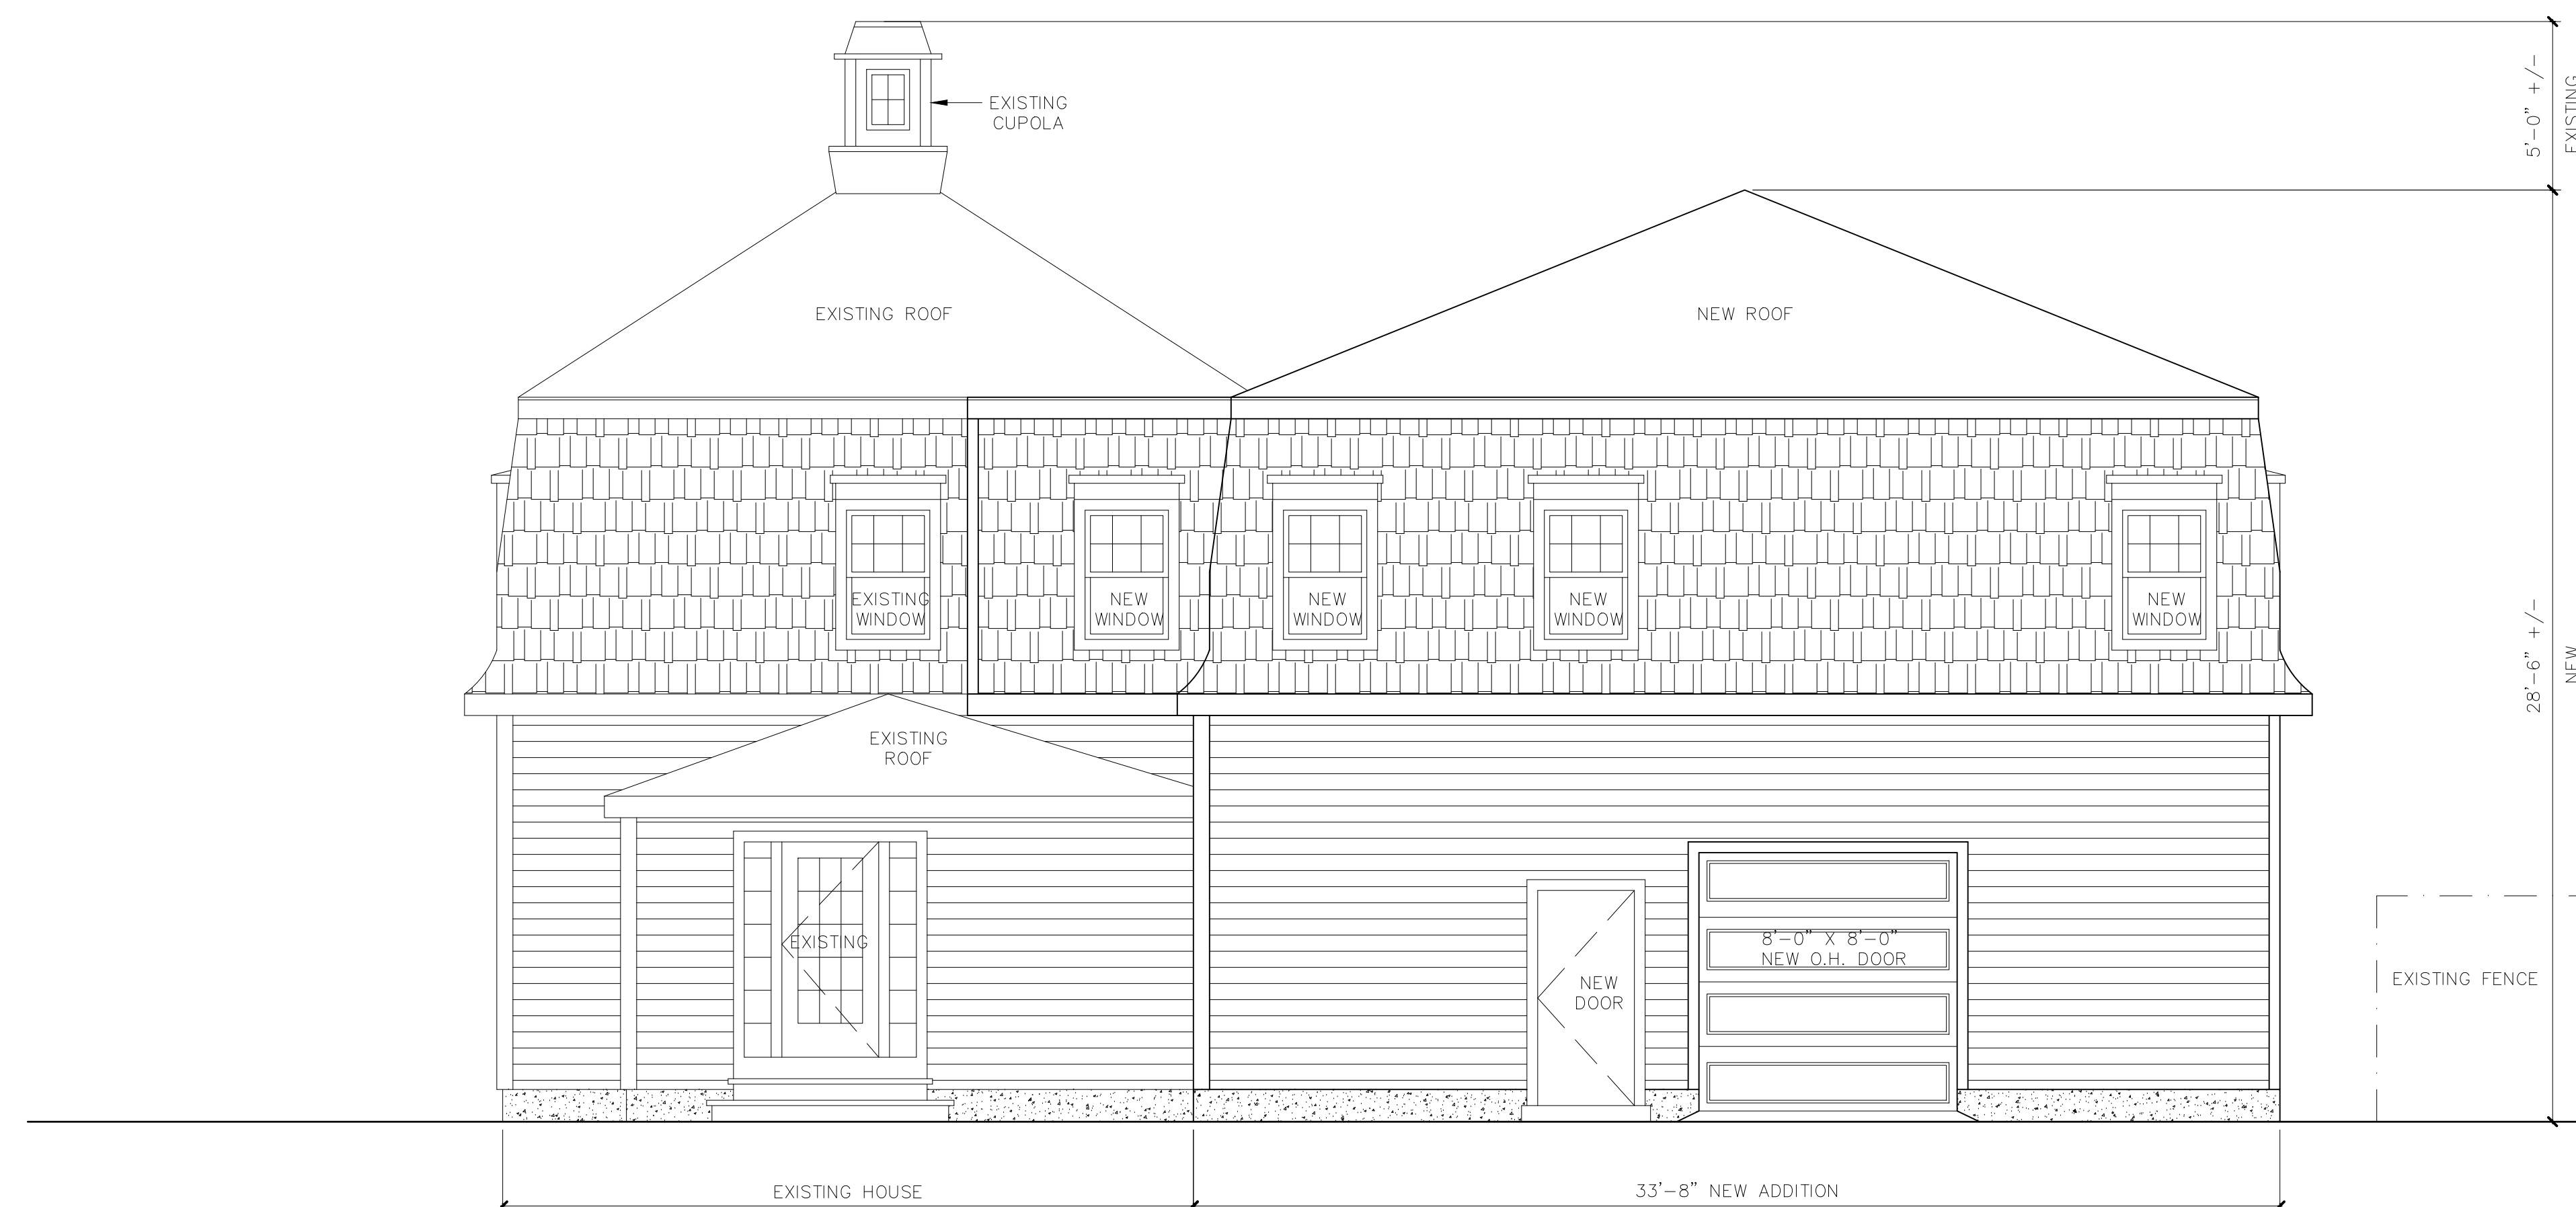 5'-0" +/-
EXISTING
EXISTING
CUPOLA
EXISTING ROOF
NEW ROOF
EXISTING
WINDOW
NEW
WINDOW
NEW
WINDOW
NEW
WINDOW
NEW
WINDOW
28'-6" +/-
NEW
EXISTING
ROOF
EXISTING
8'-0" X 8'-0"
NEW O.H. DOOR
NEW
DOOR
EXISTING FENCE
EXISTING HOUSE
33'-8" NEW ADDITION